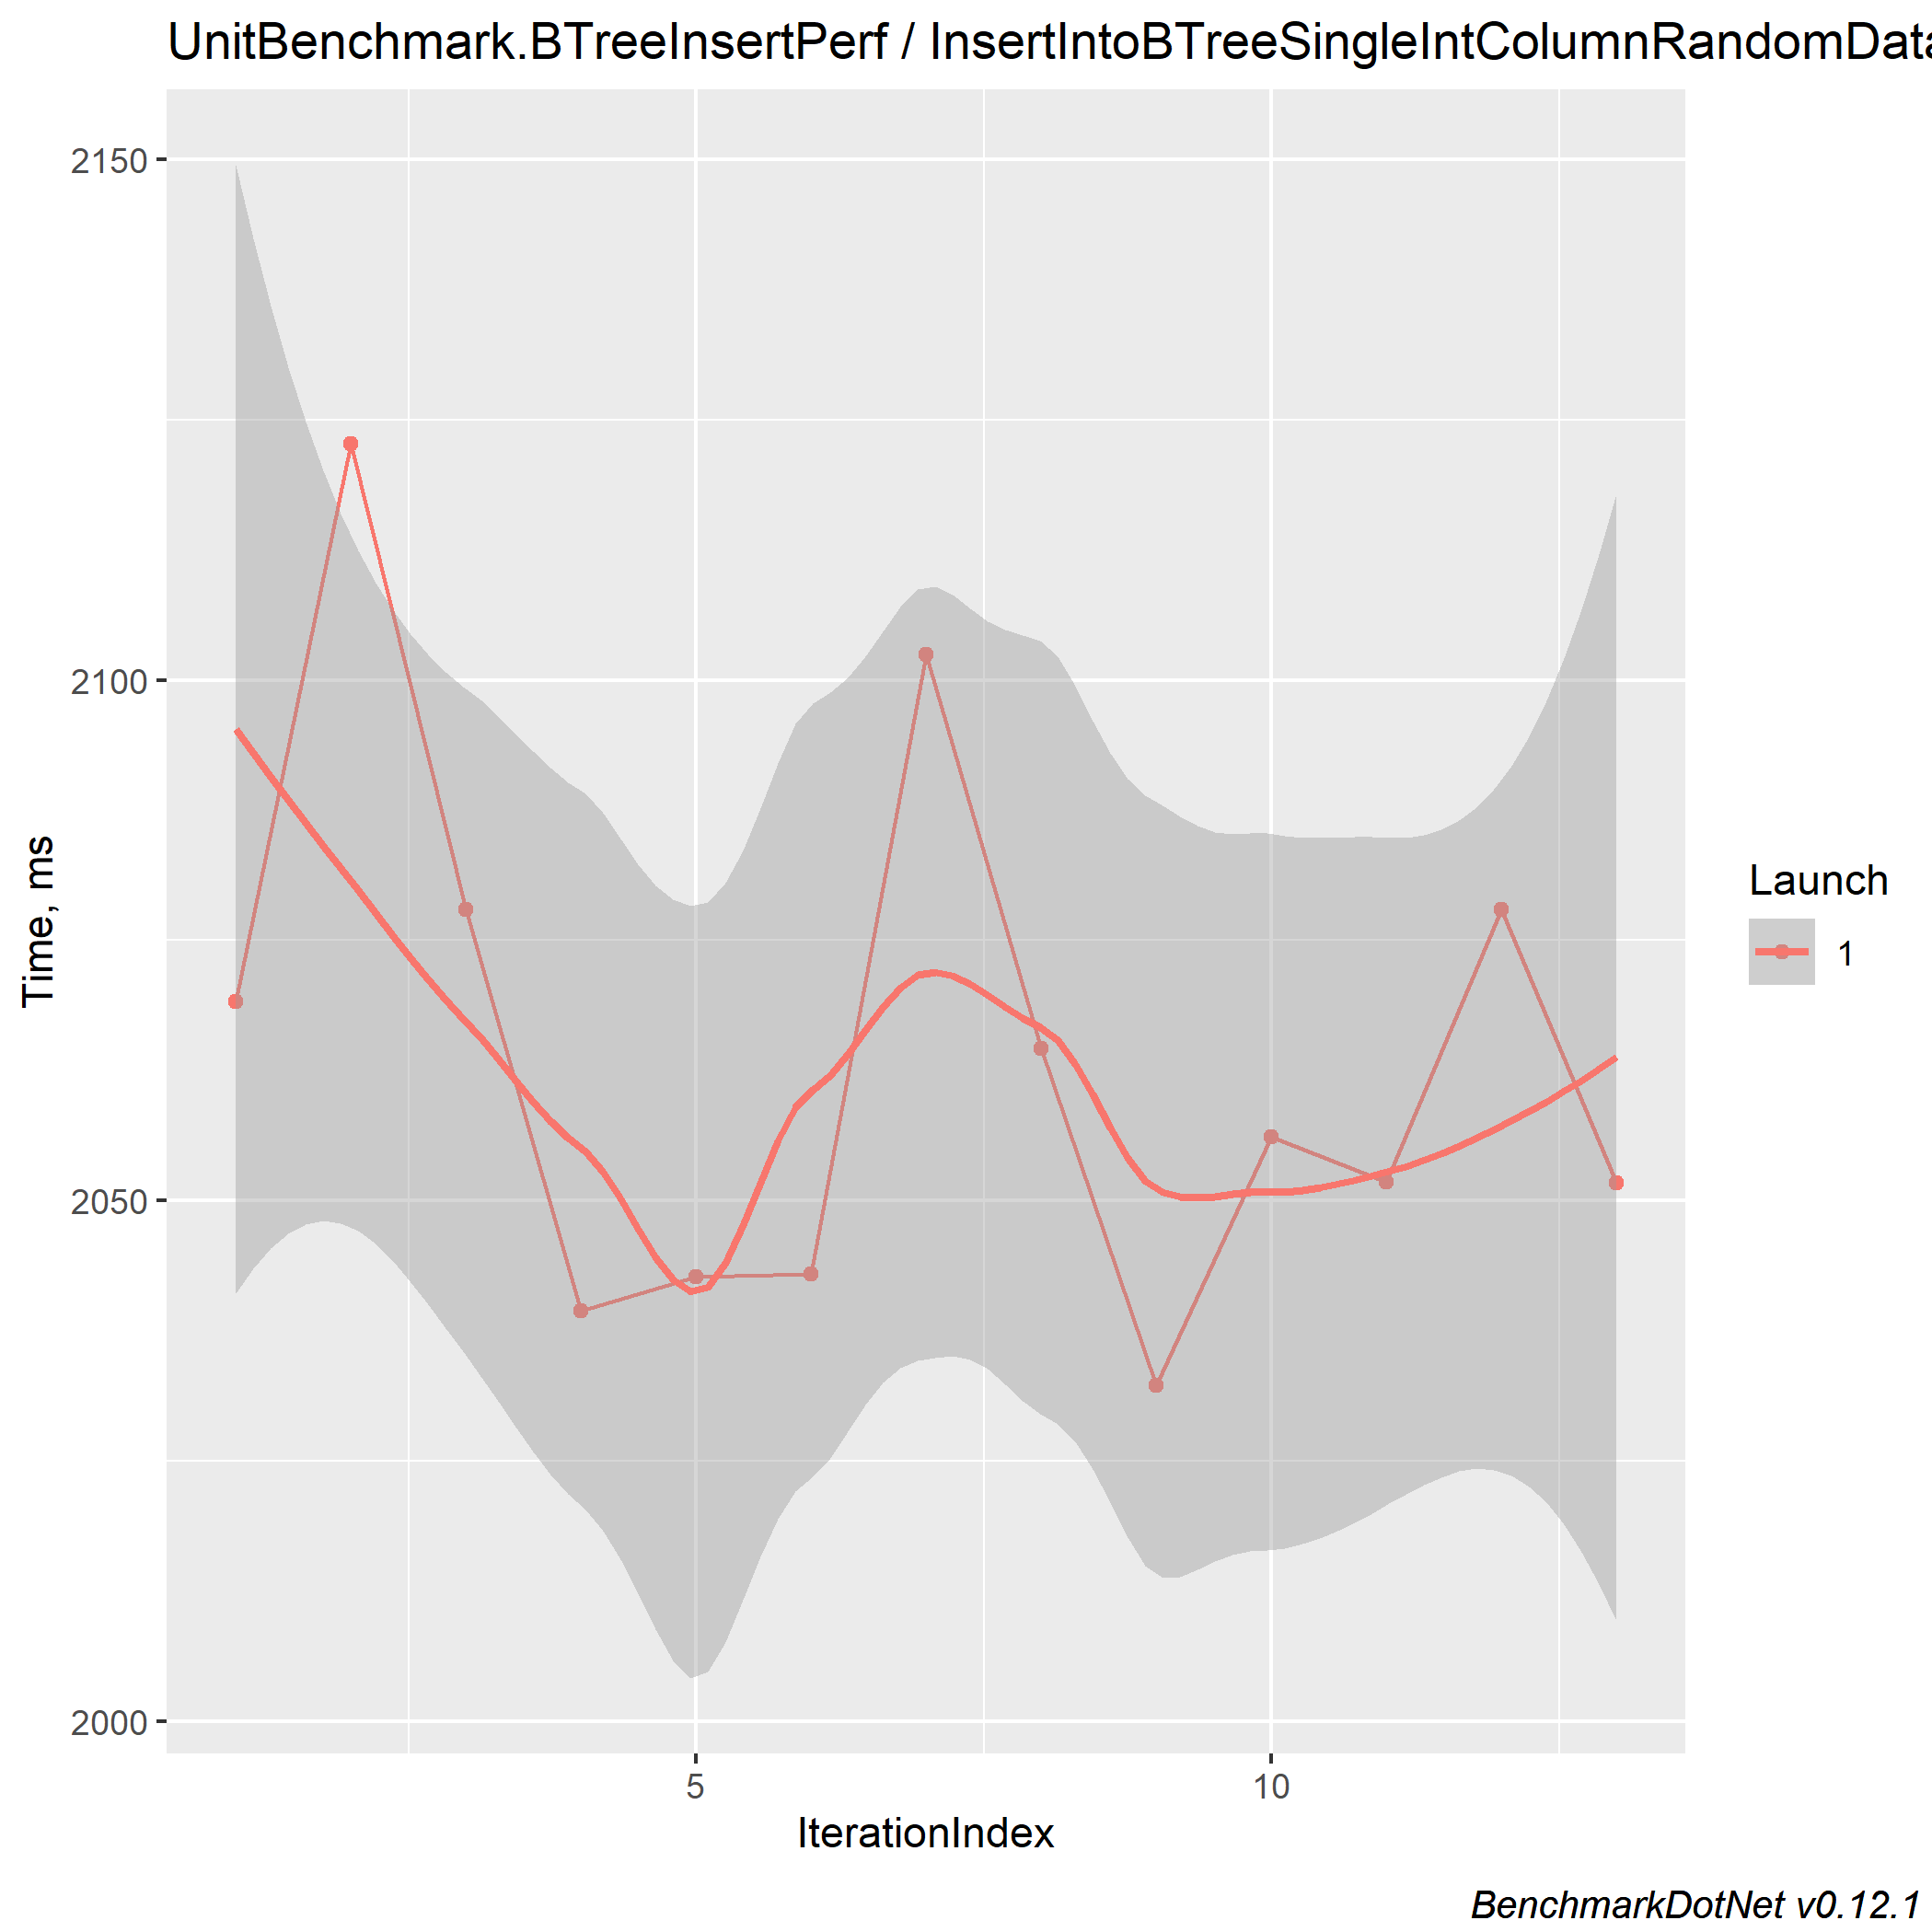 UnitBenchmark.BTreeInsertPerf / InsertIntoBTreeSingleIntColumnRandomData
2150
2100
2050
2000
Time, ms
5
10
IterationIndex
Launch
1
BenchmarkDotNet v0.12.1